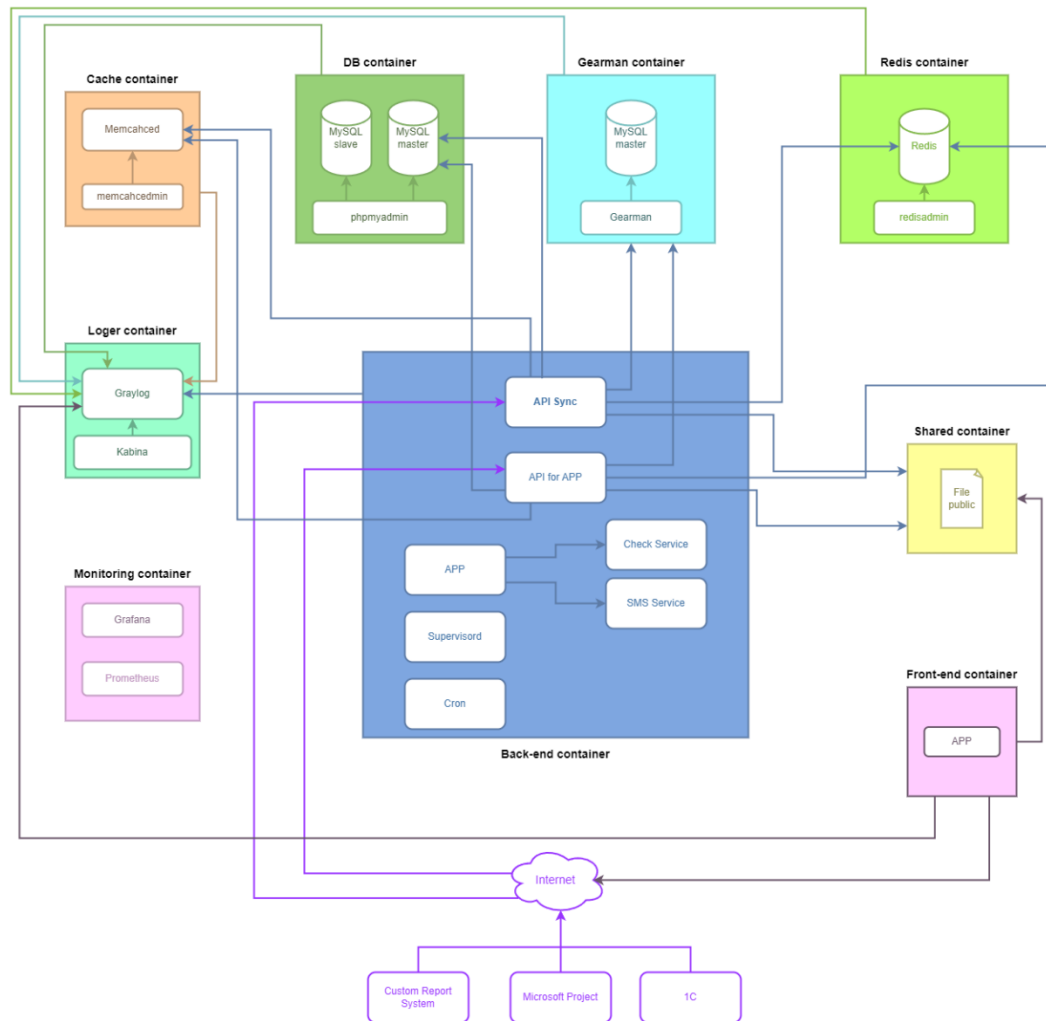 DB container
Gearman container
Redis container
Cache container
Memcahced
memcahcedmin
MySQL
slave
MySQL
master
phpmyadmin
MySQL
master
Gearman
Redis
redisadmin
Loger container
Graylog
Kabina
API Sync
API for APP
APP
Check Service
SMS Service
Supervisord
Cron
Back-end container
Shared container
File
public
Monitoring container
Grafana
Prometheus
Front-end container
APP
Internet
Custom Report
System
Microsoft Project
1C